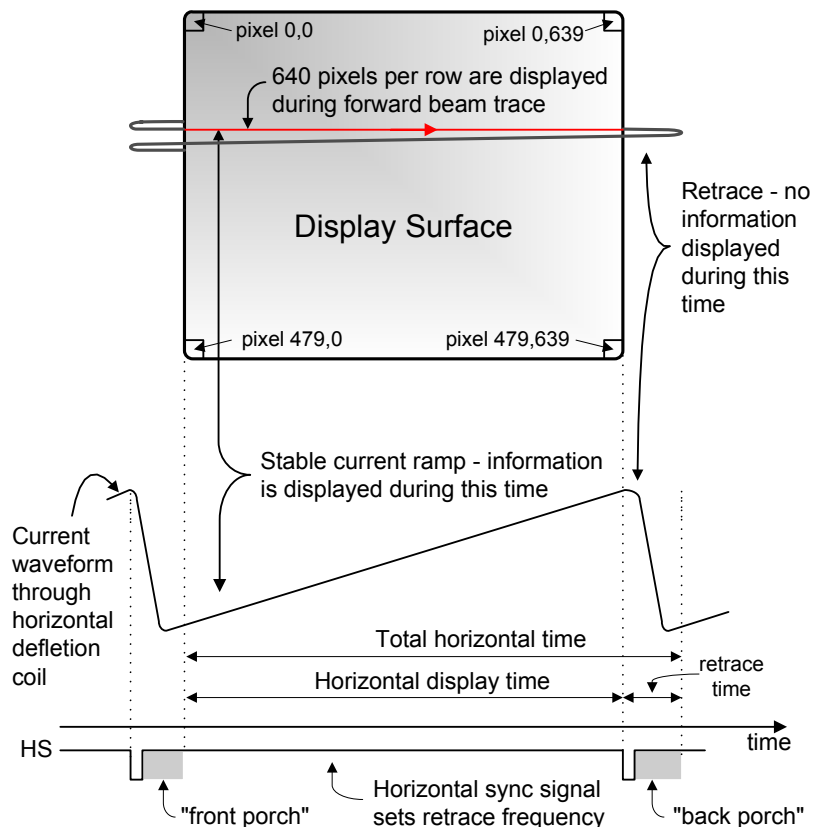 pixel 0,0
pixel 0,639
640 pixels per row are displayed
during forward beam trace
Display Surface
Retrace - no
information
displayed
during this
time
pixel 479,0
pixel 479,639
Stable current ramp - information
is displayed during this time
Current
waveform
through
horizontal
defletion
coil
Total horizontal time
Horizontal display time
retrace
time
time
HS
"front porch"
Horizontal sync signal
sets retrace frequency
"back porch"